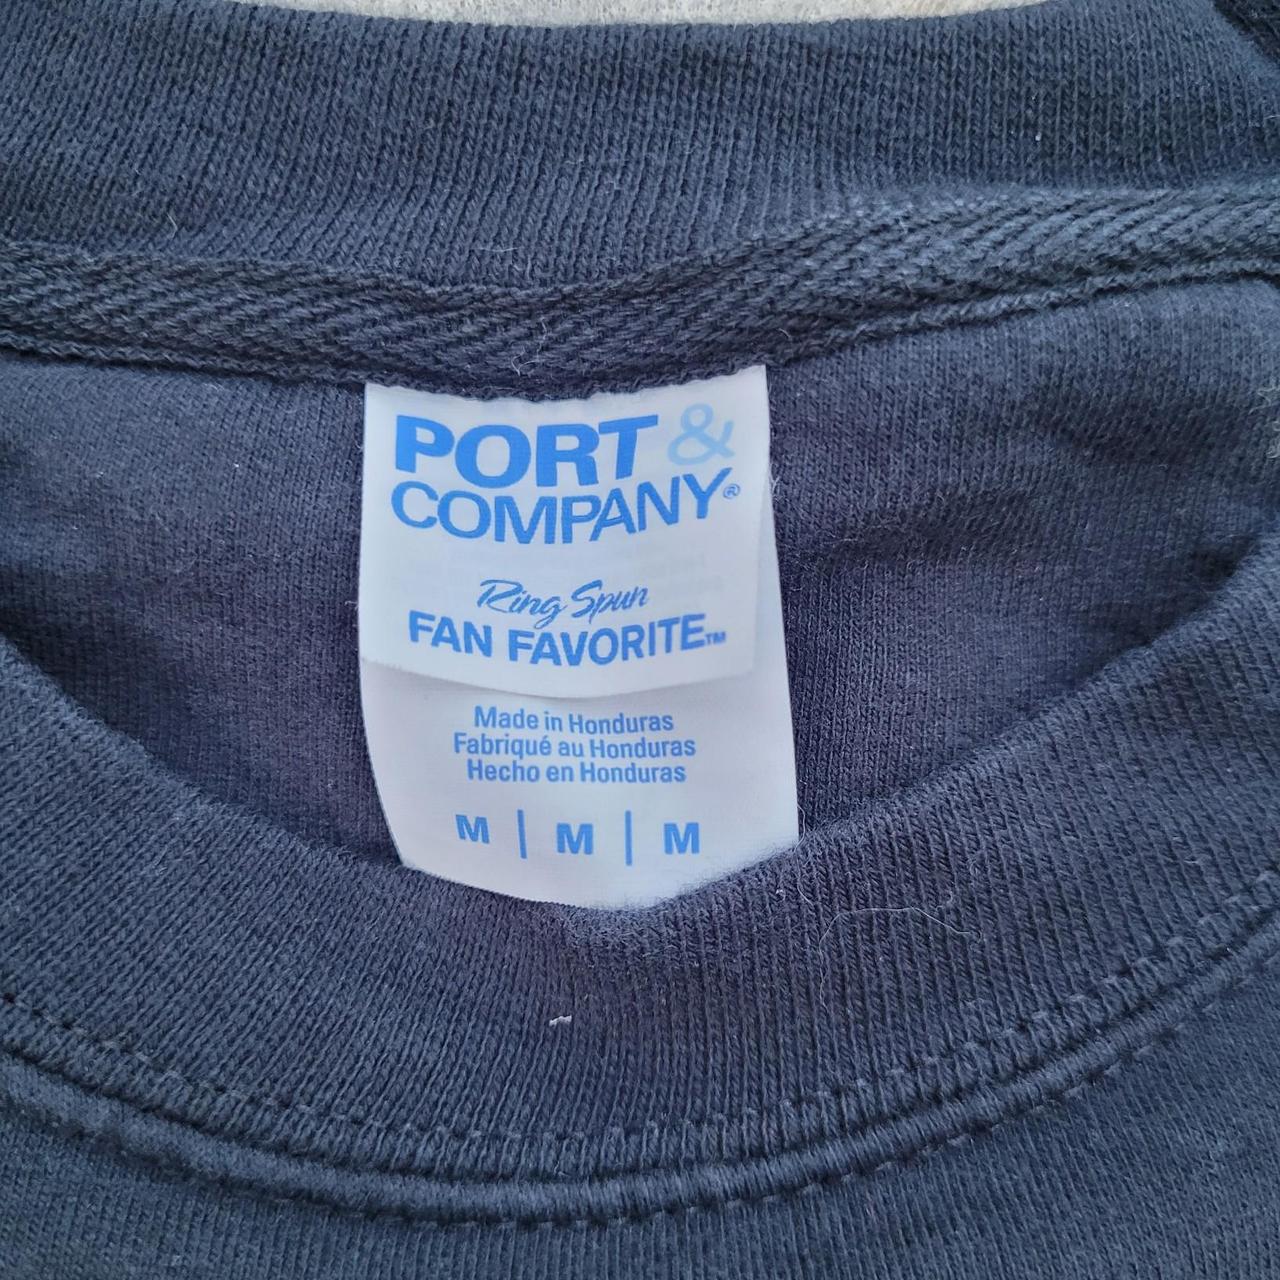 PORT &
COMPANY®
Ring Spun
FAN FAVORITE™
Made in Honduras
Fabriqué au Honduras
Hecho en Honduras
M | M | M